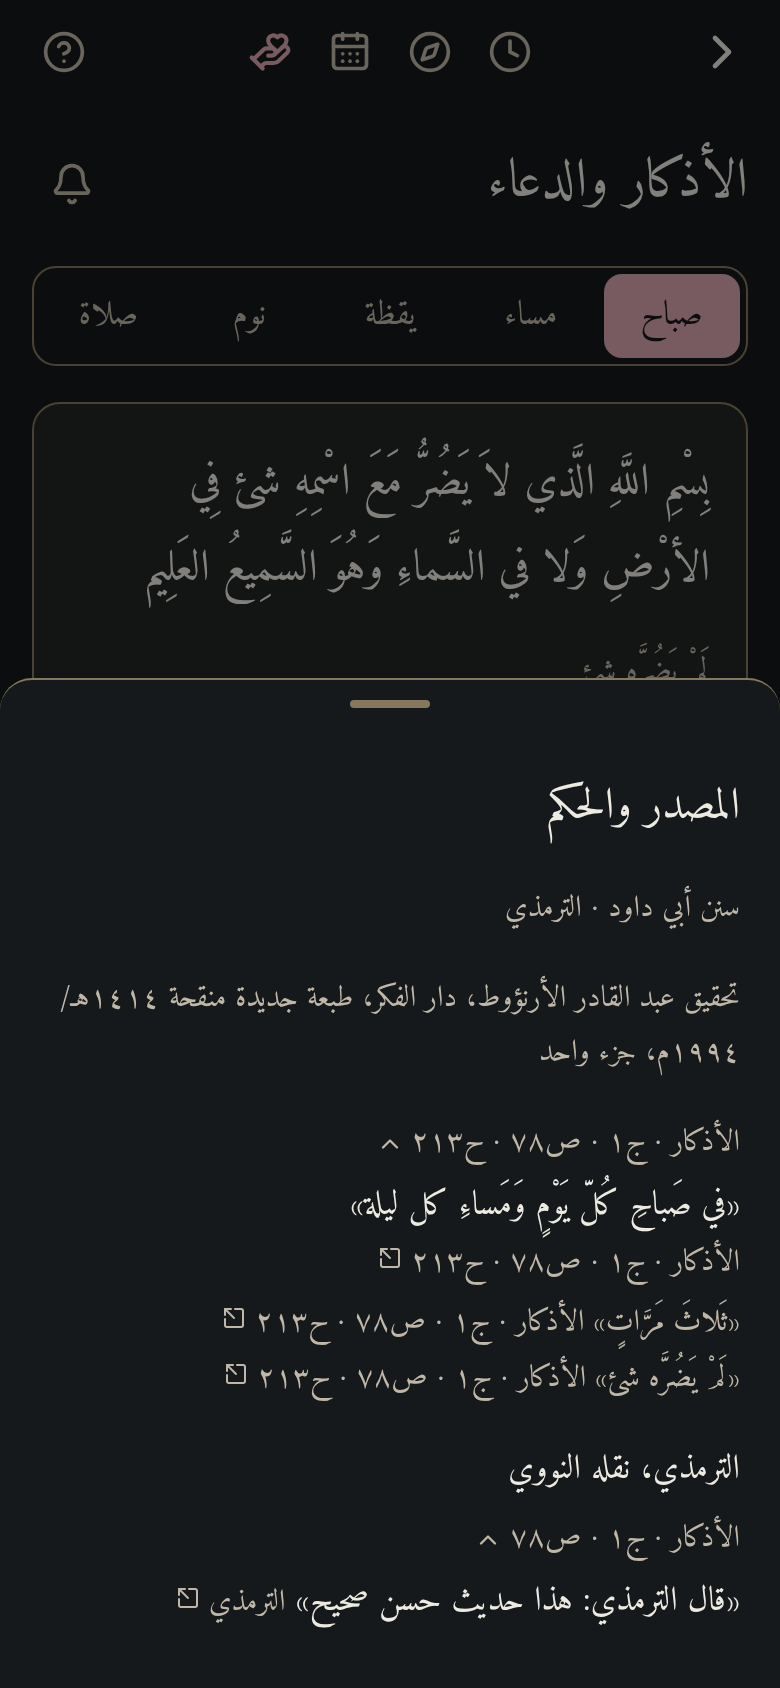 الأذكار والدعاء
صباح
مساء
يقظة
نوم
صلاة
بِسْمِ اللَّهِ الَّذي لاَ يَضُرُّ مَعَ اسْمِهِ شئ فِي
الأرْضِ وَلا في السَّماءِ وَهُوَ السَّمِيعُ العَلِيم
لَمْ يَضُرَّه شئ
المصدر والحكم
سنن أبي داود · الترمذي
تحقيق عبد القادر الأرنؤوط، دار الفكر، طبعة جديدة منقحة ١٤١٤هـ/
١٩٩٤م، جزء واحد
الأذكار · ج١ · ص٧٨ · ح٢١٣
«في صَباحِ كُلّ يَوْمٍ وَمَساءِ كل ليلة»
الأذكار · ج١ · ص٧٨ · ح٢١٣
«ثَلاثَ مَرَّاتٍ» الأذكار · ج١ · ص٧٨ · ح٢١٣
«لَمْ يَضُرَّه شئ» الأذكار · ج١ · ص٧٨ · ح٢١٣
الترمذي، نقله النووي
الأذكار · ج١ · ص٧٨
«قال الترمذي: هذا حديث حسن صحيح» الترمذي